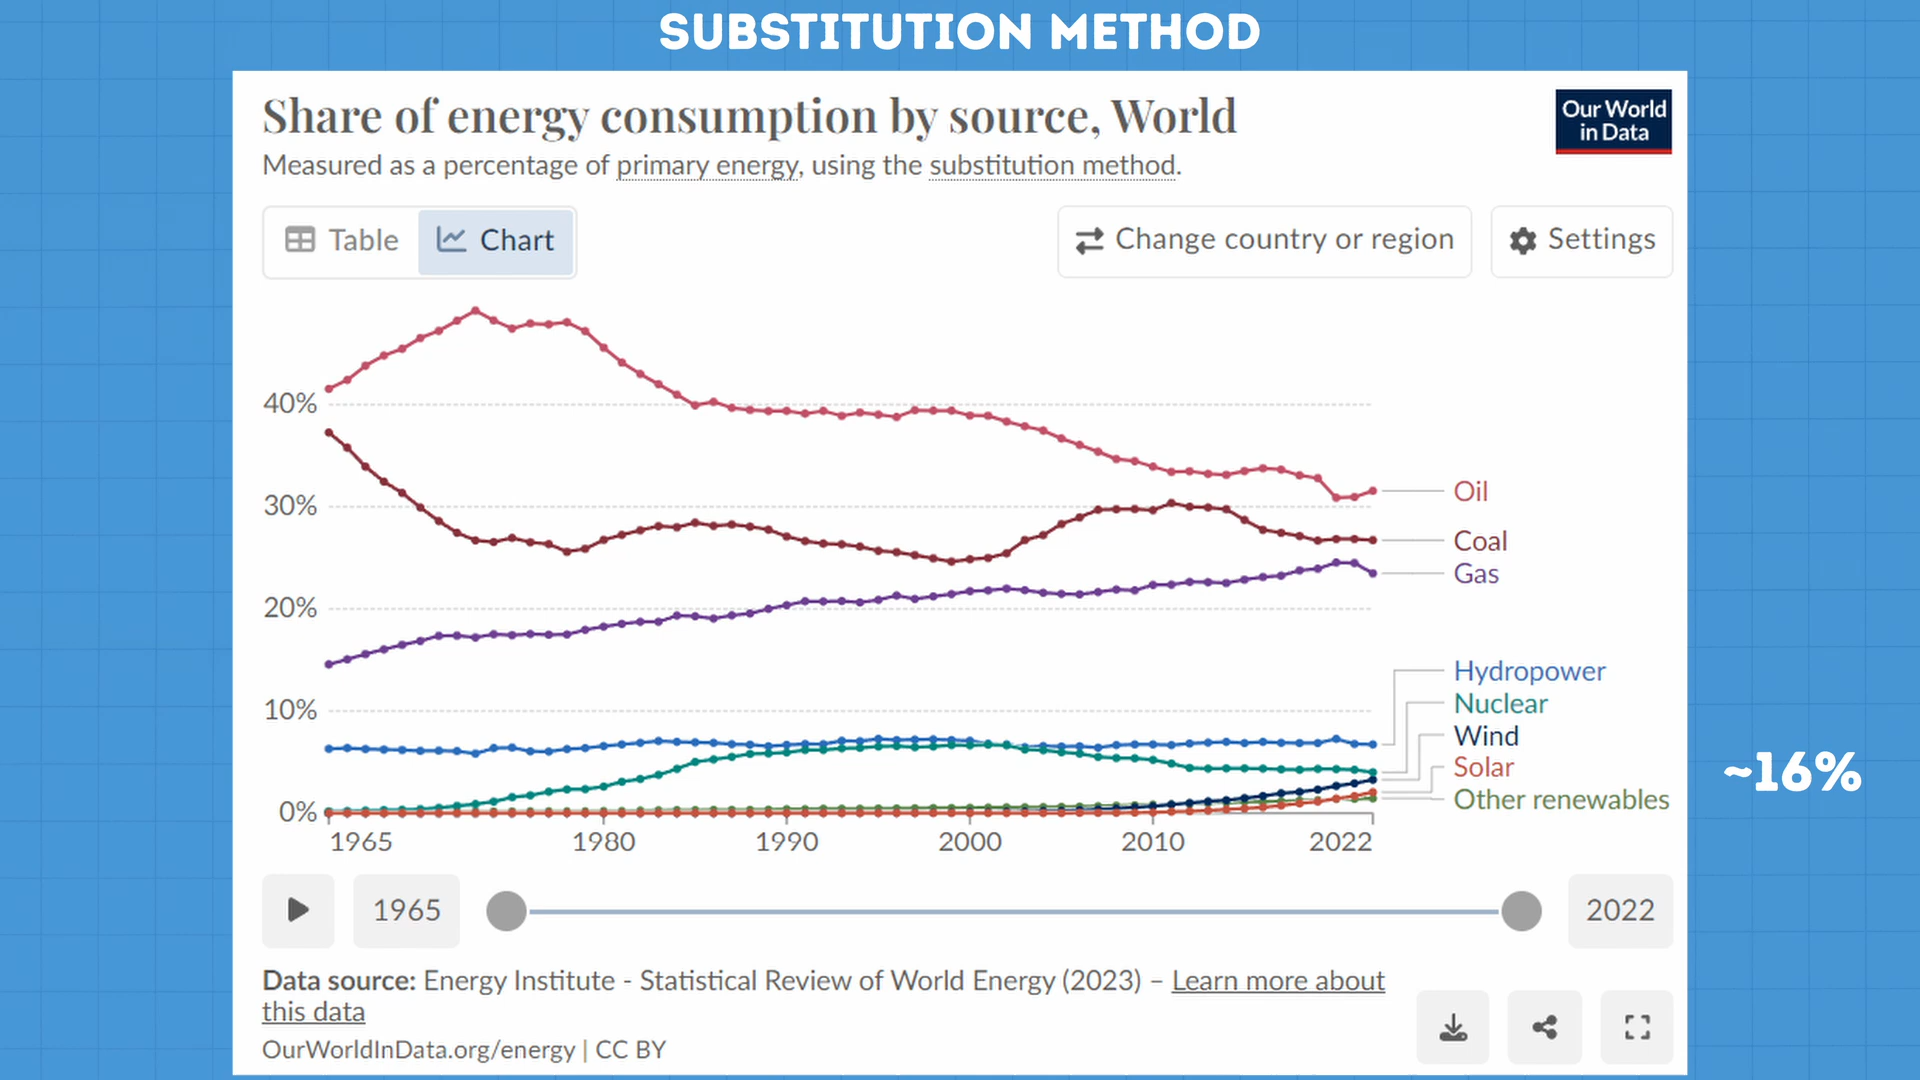 SUBSTITUTION METHOD
Share of energy consumption by source, World
Our World
in Data
Measured as a percentage of primary energy, using the substitution method.
Table
Chart
Change country or region
Settings
40%
30%
20%
10%
0%
Oil
Coal
Gas
Hydropower
Nuclear
Wind
Solar
Other renewables
~16%
1965
1980
1990
2000
2010
2022
1965
2022
Data source: Energy Institute - Statistical Review of World Energy (2023) – Learn more about
this data
OurWorldInData.org/energy | CC BY